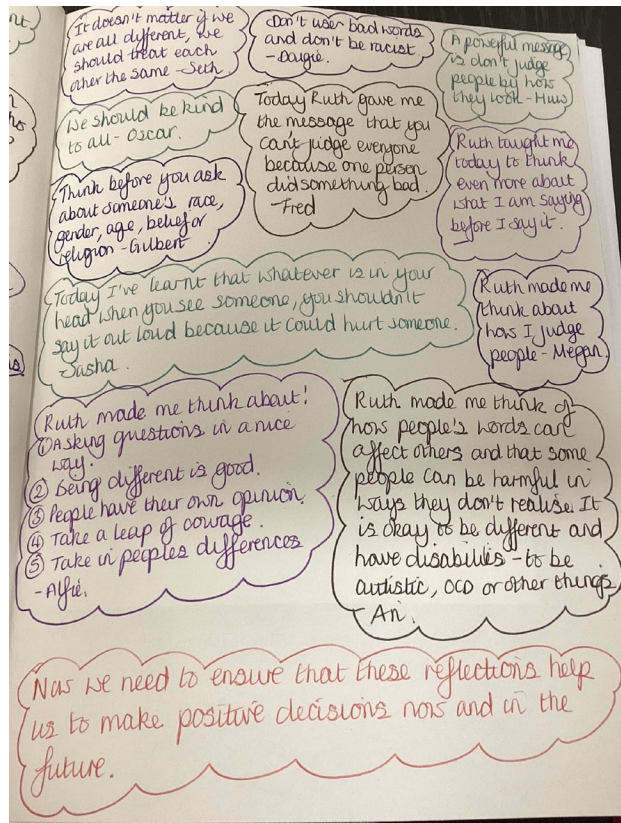 nt
It doesn't matter if we
are all different, we
should treat each
other the same - Seth.
Don't user bad words
and don't be racist
- Dougie.
A powerful message
is don't judge
people by how
they look - Huw
We should be kind
to all - Oscar.
Today Ruth gave me
the message that you
can't judge everyone
because one person
did something bad.
- Fred
Ruth taught me
today to think
even more about
what I am saying
before I say it.
Think before you ask
about someone's race,
gender, age, belief or
religion - Gilbert.
Today I've learnt that whatever is in your
head when you see someone, you shouldn't
say it out loud because it could hurt someone.
- Sasha.
Ruth made me
think about
how I judge
people - Megan.
Ruth made me think about!
① Asking questions in a nice
way.
② Being different is good.
③ People have their own opinion.
④ Take a leap of courage.
⑤ Take in peoples differences
- Alfie.
Ruth made me think of
how people's words can
affect others and that some
people can be harmful in
ways they don't realise. It
is okay to be different and
have disabilies - to be
autistic, OCD or other things
Ari.
Now we need to ensure that these reflections help
us to make positive decisions now and in the
future.